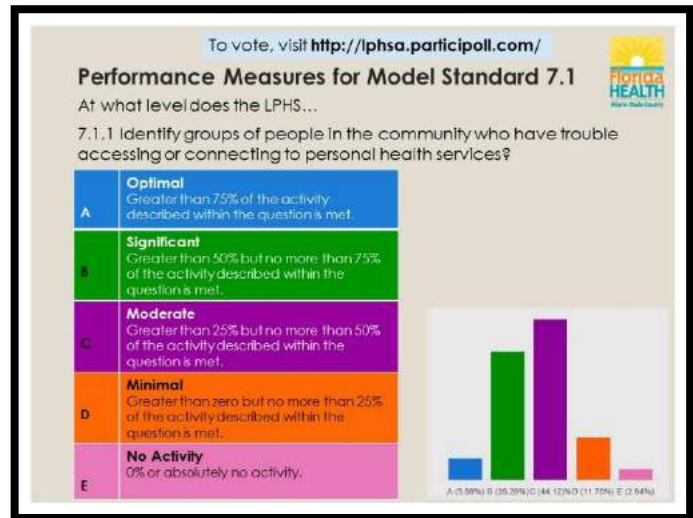 To vote, visit http://lphsa.participoll.com/
Performance Measures for Model Standard 7.1
Florida
HEALTH
Miami-Dade County
At what level does the LPHS...
7.1.1 Identify groups of people in the community who have trouble
accessing or connecting to personal health services?
A
Optimal
Greater than 75% of the activity
described within the question is met.
B
Significant
Greater than 50% but no more than 75%
of the activity described within the
question is met.
C
Moderate
Greater than 25% but no more than 50%
of the activity described within the
question is met.
D
Minimal
Greater than zero but no more than 25%
of the activity described within the
question is met.
E
No Activity
0% or absolutely no activity.
A (5.88%) B (35.29%) C (44.12)% D (11.76%) E (2.94%)